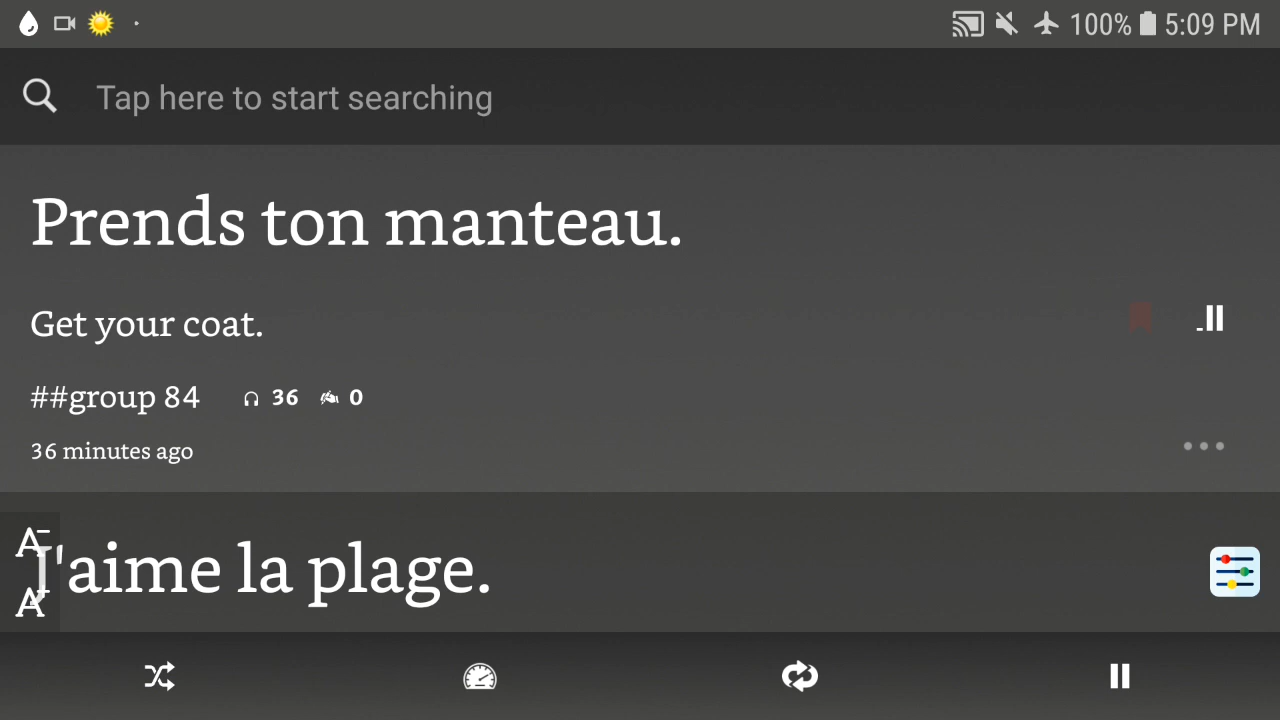 100% 5:09 PM
Tap here to start searching
Prends ton manteau.
Get your coat.
##group 84 36 0
36 minutes ago
A-
J'aime la plage.
A+